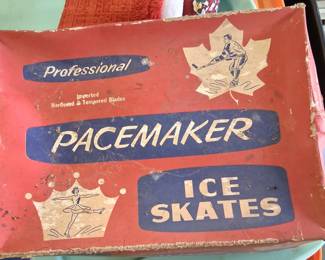 Professional
Imported
Hardened & Tempered Blades
PACEMAKER
ICE
SKATES